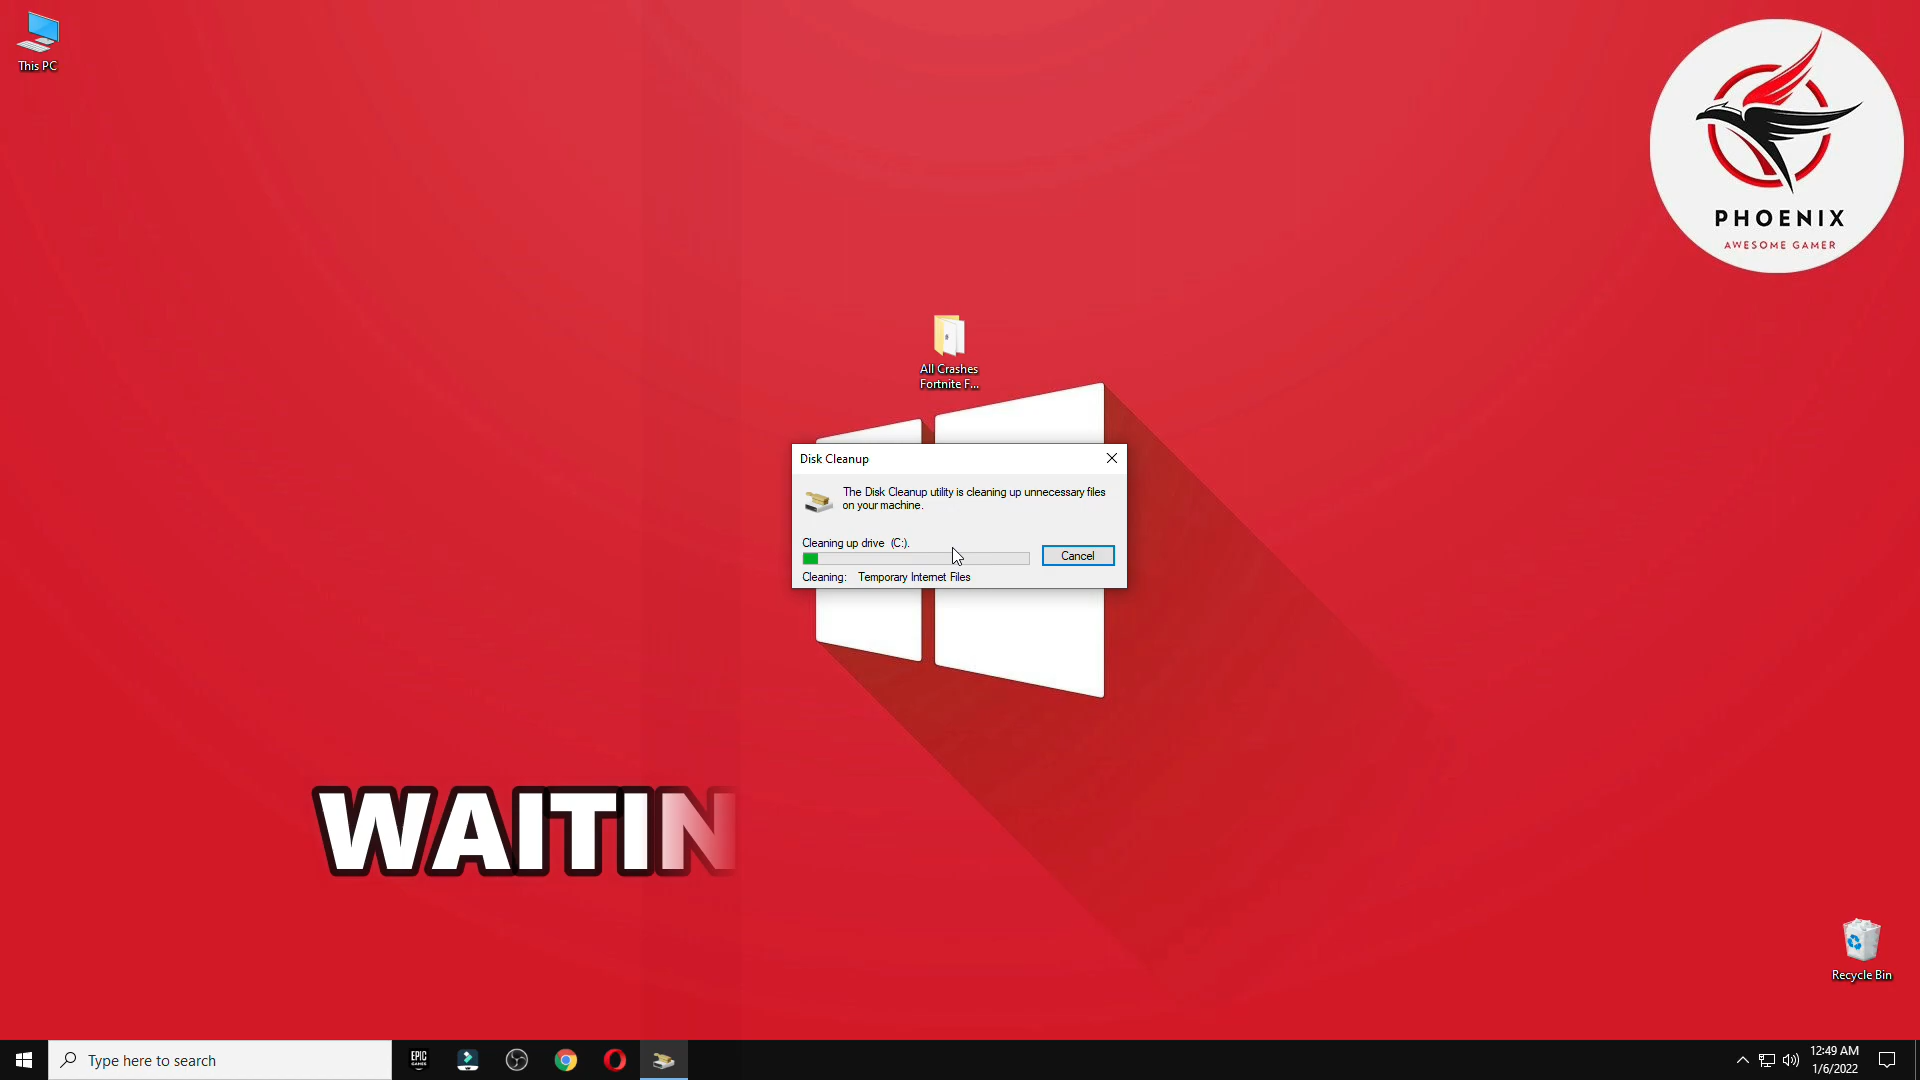 This PC
PHOENIX
AWESOME GAMER
All Crashes
Fortnite F...
Disk Cleanup
The Disk Cleanup utility is cleaning up unnecessary files
on your machine.
Cleaning up drive (C:).
Cancel
Cleaning: Temporary Internet Files
WAITIN
Recycle Bin
Type here to search
EPIC
GAMES
12:49 AM
1/6/2022